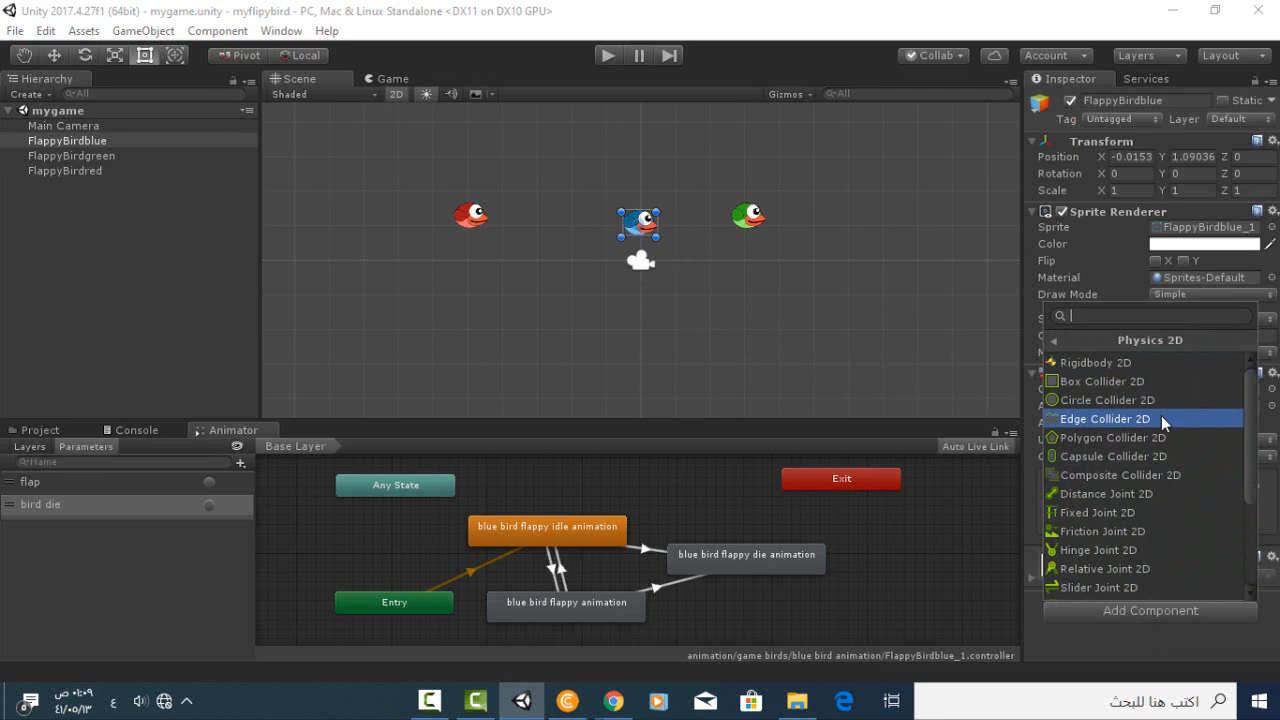 Unity 2017.4.27f1 (64bit) - mygame.unity - myflipybird - PC, Mac & Linux Standalone <DX11 on DX10 GPU>
File Edit Assets GameObject Component Window Help
Pivot Local Collab Account Layers Layout
Hierarchy Scene Game Inspector Services
Create All Shaded 2D Gizmos All FlappyBirdblue Static
mygame
Tag Untagged Layer Default
Main Camera
FlappyBirdblue
FlappyBirdgreen
FlappyBirdred
Transform
Position X -0.0153 Y 1.09036 Z 0
Rotation X 0 Y 0 Z 0
Scale X 1 Y 1 Z 1
Sprite Renderer
Sprite FlappyBirdblue_1
Color
Flip X Y
Material Sprites-Default
Draw Mode Simple
Physics 2D
Rigidbody 2D
Box Collider 2D
Circle Collider 2D
Edge Collider 2D
Polygon Collider 2D
Capsule Collider 2D
Composite Collider 2D
Distance Joint 2D
Fixed Joint 2D
Friction Joint 2D
Hinge Joint 2D
Relative Joint 2D
Slider Joint 2D
Add Component
Project Console Animator
Layers Parameters Base Layer Auto Live Link
Name
flap
bird die
Any State
Exit
blue bird flappy idle animation
blue bird flappy die animation
Entry
blue bird flappy animation
animation/game birds/blue bird animation/FlappyBirdblue_1.controller
٠١:٠٩ ص
٤١/٠٥/١٣
ع
اكتب هنا للبحث